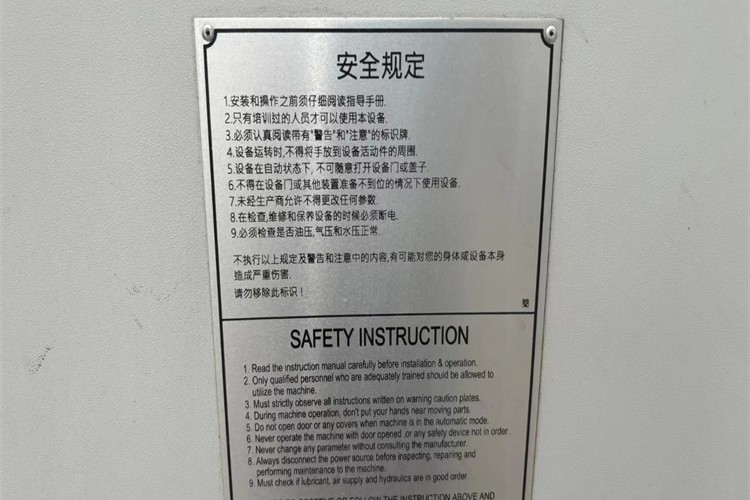 安全规定
1.安装和操作之前须仔细阅读指导手册.
2.只有培训过的人员才可以使用本设备.
3.必须认真阅读带有"警告"和"注意"的标识牌.
4.设备运转时,不得将手放到设备活动件的周围.
5.设备在自动状态下, 不可随意打开设备门或盖子.
6.不得在设备门或其他装置准备不到位的情况下使用设备.
7.未经生产商允许不得更改任何参数.
8.在检查,维修和保养设备的时候必须断电.
9.必须检查是否油压,气压和水压正常.
不执行以上规定及警告和注意中的内容,有可能对您的身体或设备本身
造成严重伤害.
请勿移除此标识！
SAFETY INSTRUCTION
1. Read the instruction manual carefully before installation & operation.
2. Only qualified personnel who are adequately trained should be allowed to
utilize the machine.
3. Must strictly observe all instructions written on warning caution plates.
4. During machine operation, don't put your hands near moving parts.
5. Do not open door or any covers when machine is in the automatic mode.
6. Never operate the machine with door opened ,or any safety device not in order .
7. Never change any parameter without consulting the manufacturer.
8. Always disconnect the power source before inspecting, repairing and
performing maintenance to the machine.
9. Must check if lubricant, air supply and hydraulics are in good order.
OR FOLLOW THE INSTRUCTION ABOVE AND